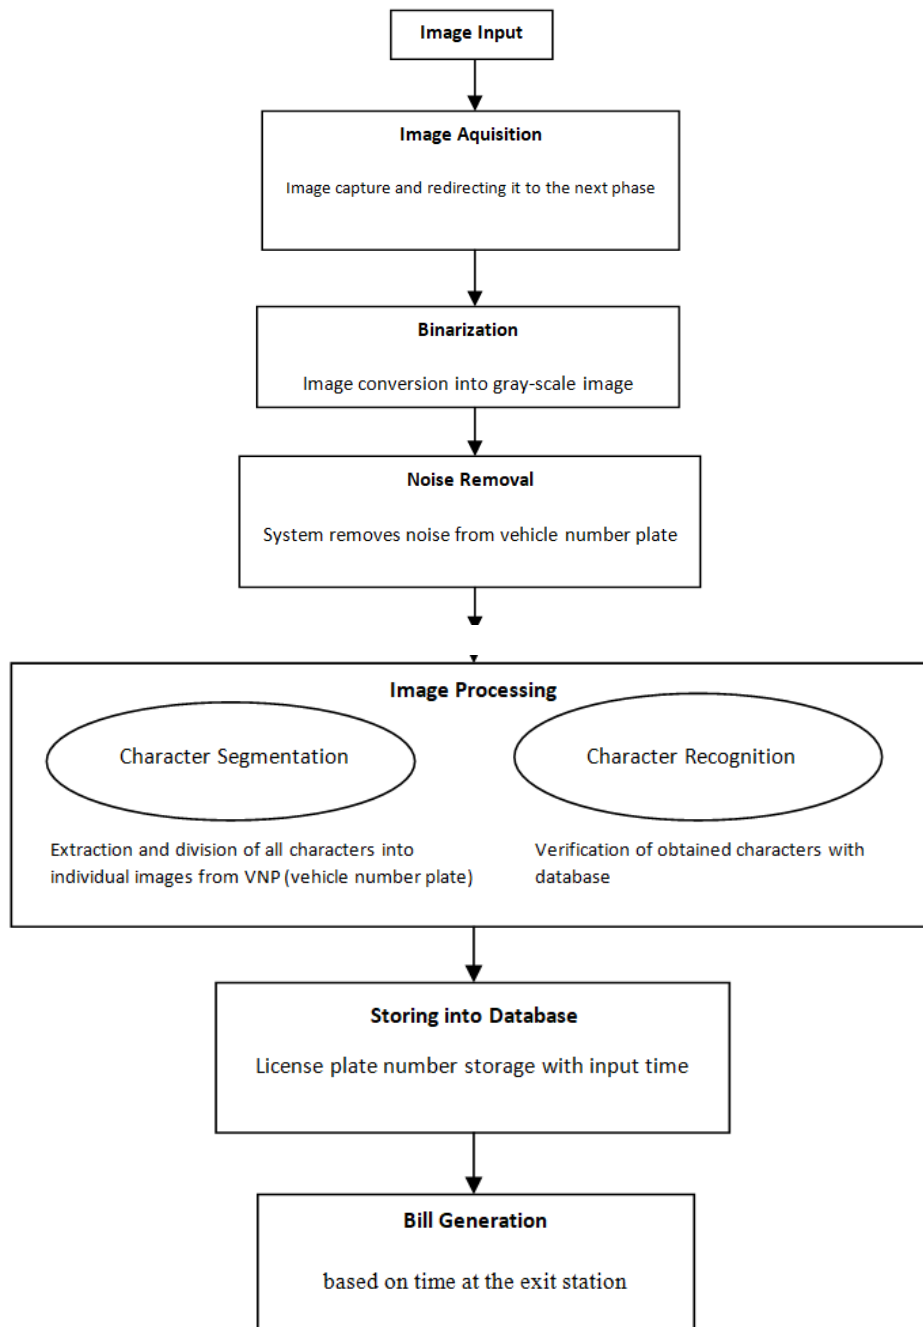 Image Input
Image Aquisition
Image capture and redirecting it to the next phase
Binarization
Image conversion into gray-scale image
Noise Removal
System removes noise from vehicle number plate
Image Processing
Character Segmentation
Character Recognition
Extraction and division of all characters into
individual images from VNP (vehicle number plate)
Verification of obtained characters with
database
Storing into Database
License plate number storage with input time
Bill Generation
based on time at the exit station